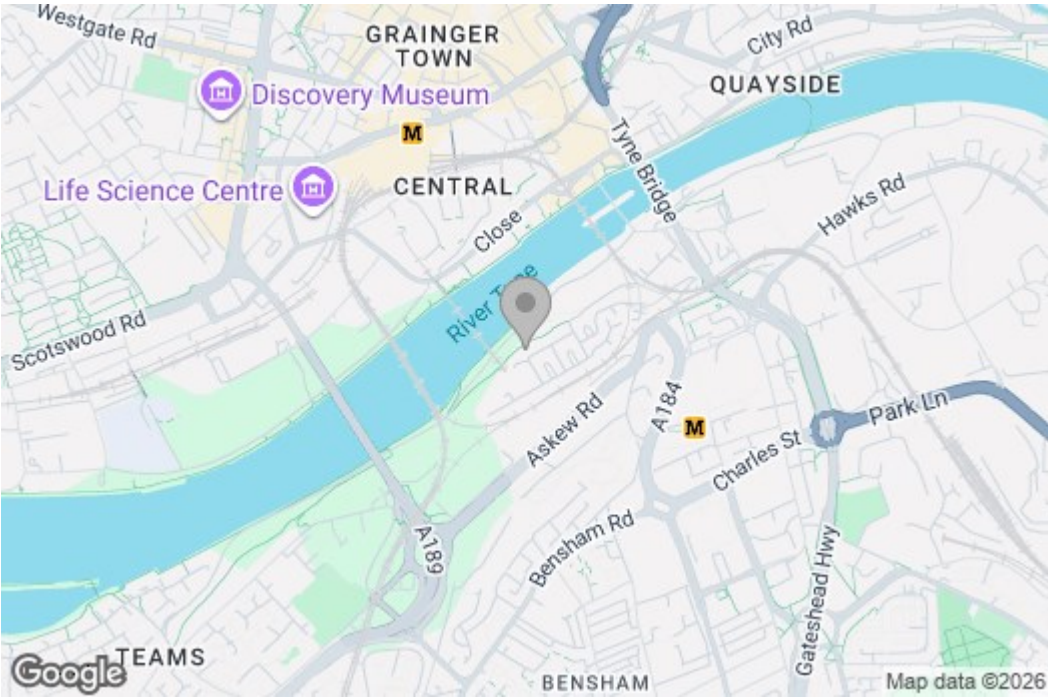 Westgate Rd
GRAINGER
TOWN
City Rd
QUAYSIDE
Discovery Museum
M
Tyne Bridge
Life Science Centre
CENTRAL
Hawks Rd
Close
River Tyne
Scotswood Rd
A184
Park Ln
Askew Rd
M
Charles St
Bensham Rd
A189
Gateshead Hwy
TEAMS
BENSHAM
Google
Map data ©2026